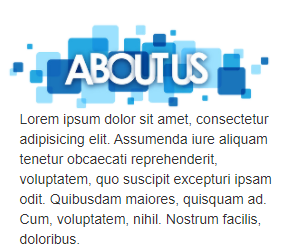 ABOUT US
Lorem ipsum dolor sit amet, consectetur
adipisicing elit. Assumenda iure aliquam
tenetur obcaecati reprehenderit,
voluptatem, quo suscipit excepturi ipsam
odit. Quibusdam maiores, quisquam ad.
Cum, voluptatem, nihil. Nostrum facilis,
doloribus.